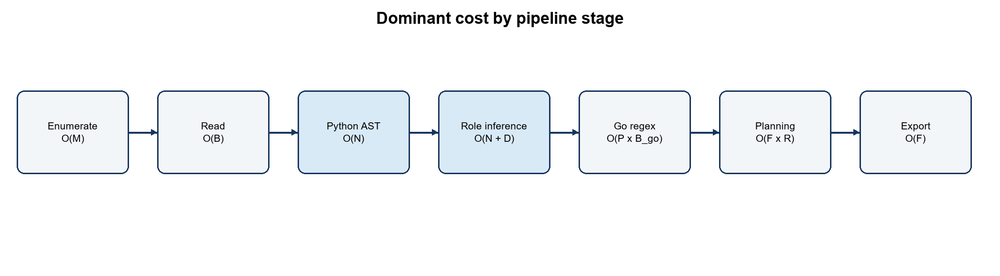 Dominant cost by pipeline stage
Enumerate
O(M)
Read
O(B)
Python AST
O(N)
Role inference
O(N + D)
Go regex
O(P x B_go)
Planning
O(F x R)
Export
O(F)